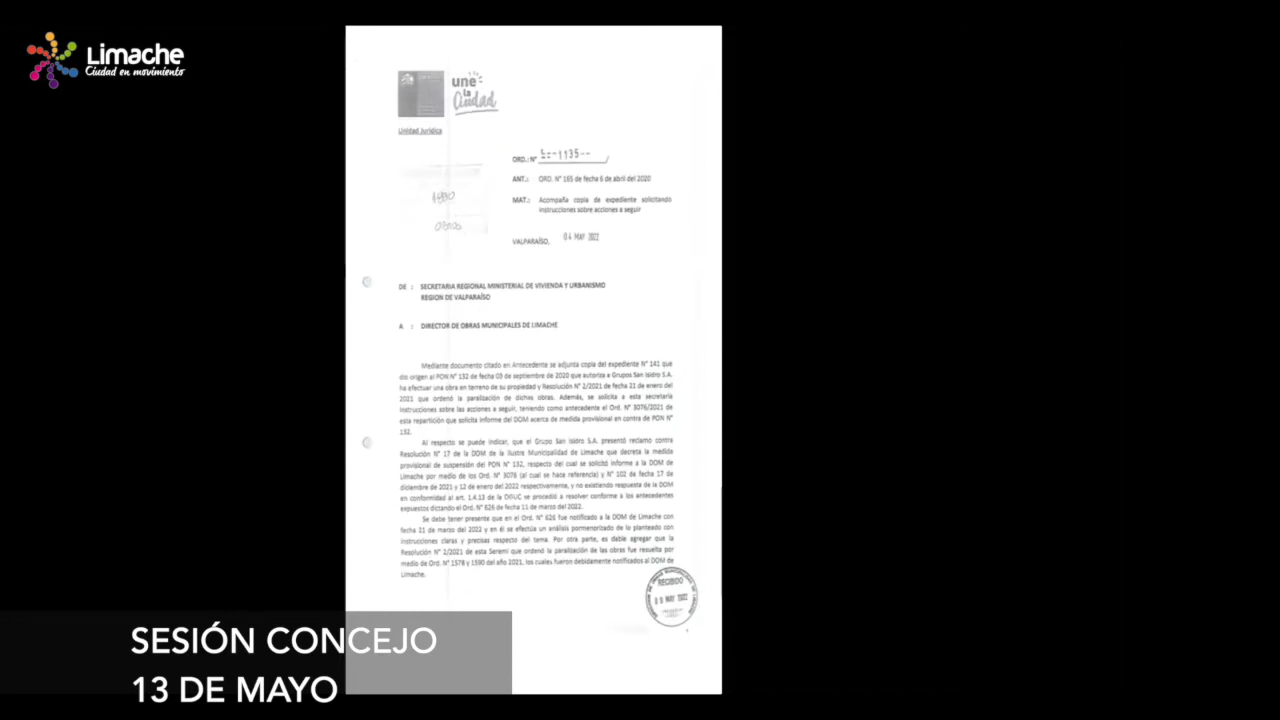 Limache
Ciudad en movimiento
une
la
Ciudad
Unidad Jurídica
ORD.: N° 1135
ANT.: ORD. N° 165 de fecha 6 de abril del 2020
MAT.: Acompaña copia de expediente solicitando
instrucciones sobre acciones a seguir
VALPARAÍSO, 04 MAY 2022
DE : SECRETARIA REGIONAL MINISTERIAL DE VIVIENDA Y URBANISMO
REGION DE VALPARAÍSO
A : DIRECTOR DE OBRAS MUNICIPALES DE LIMACHE
Mediante documento citado en Antecedente se adjunta copia del expediente N° 141 que
dio origen al PON N° 132 de fecha 03 de septiembre de 2020 que autoriza a Grupos San Isidro S.A.
ha efectuar una obra en terreno de su propiedad y Resolución N° 2/2021 de fecha 21 de enero del
2021 que ordenó la paralización de dichas obras. Además, se solicita a esta secretaría
instrucciones sobre las acciones a seguir, teniendo como antecedente el Ord. N° 3076/2021 de
esta repartición que solicita informe del DOM acerca de medida provisional en contra de PON N°
132.
Al respecto se puede indicar, que el Grupo San Isidro S.A. presentó reclamo contra
Resolución N° 17 de la DOM de la Ilustre Municipalidad de Limache que decreta la medida
provisional de suspensión del PON N° 132, respecto del cual se solicitó informe a la DOM de
Limache por medio de los Ord. N° 3076 (al cual se hace referencia) y N° 102 de fecha 17 de
diciembre de 2021 y 12 de enero del 2022 respectivamente, y no existiendo respuesta de la DOM
en conformidad al art. 1.4.13 de la OGUC se procedió a resolver conforme a los antecedentes
expuestos dictando el Ord. N° 626 de fecha 11 de marzo del 2022.
Se debe tener presente que en el Ord. N° 626 fue notificado a la DOM de Limache con
fecha 21 de marzo del 2022 y en él se efectúa un análisis pormenorizado de lo planteado con
instrucciones claras y precisas respecto del tema. Por otra parte, es dable agregar que la
Resolución N° 2/2021 de esta Seremi que ordenó la paralización de las obras fue resuelta por
medio de Ord. N° 1578 y 1590 del año 2021, los cuales fueron debidamente notificados al DOM de
Limache.
RECIBIDO
MAY 2022
SESIÓN CONCEJO
13 DE MAYO